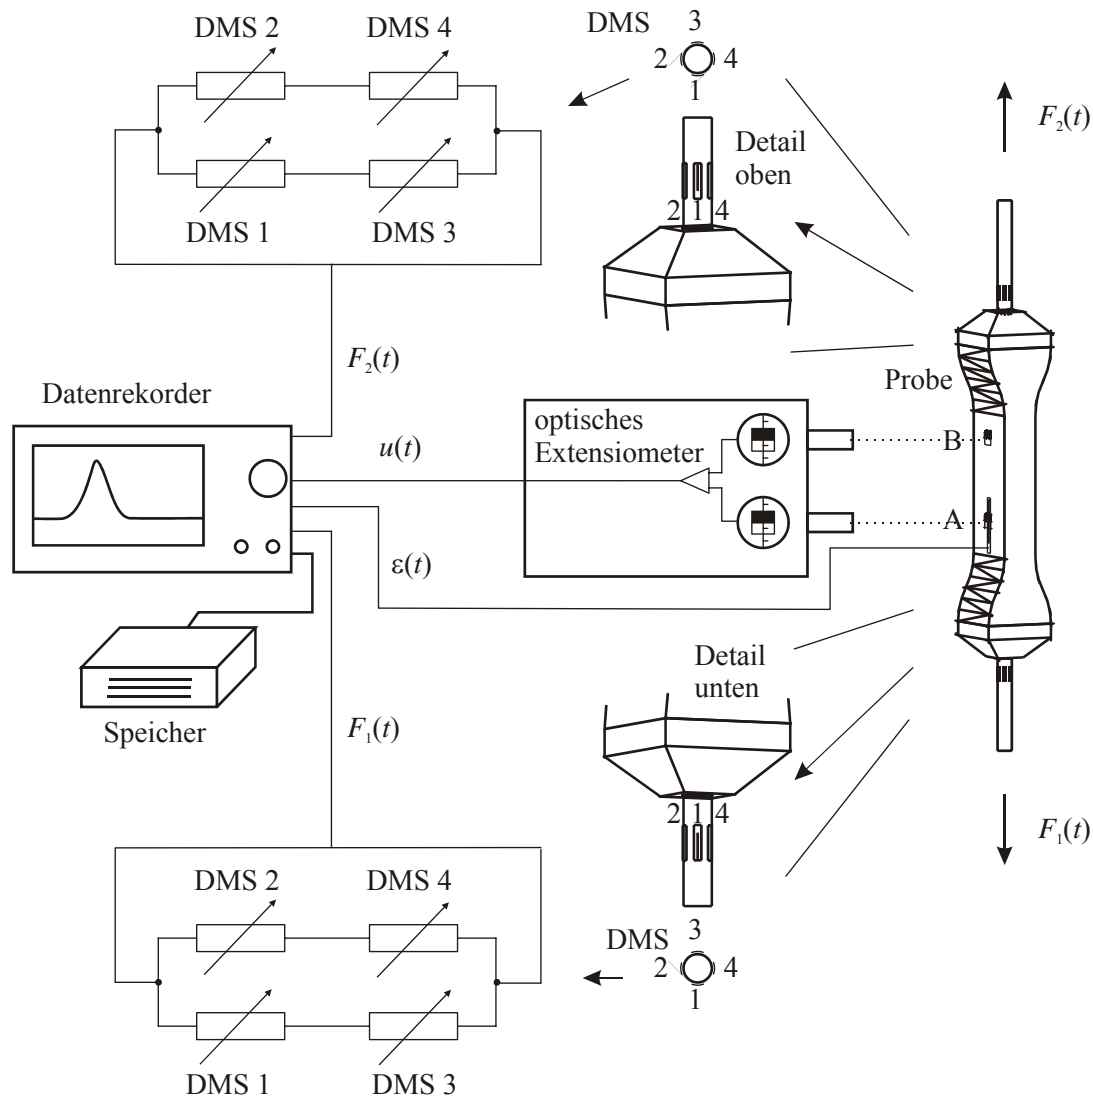 DMS 2
DMS 4
DMS 1
DMS 3
DMS
3
2
4
1
Detail
oben
2 1 4
F₂(t)
F₂(t)
Probe
Datenrekorder
u(t)
optisches
Extensiometer
B
A
ε(t)
Speicher
F₁(t)
Detail
unten
2 1 4
F₁(t)
DMS 2
DMS 4
DMS 1
DMS 3
DMS
3
2
4
1